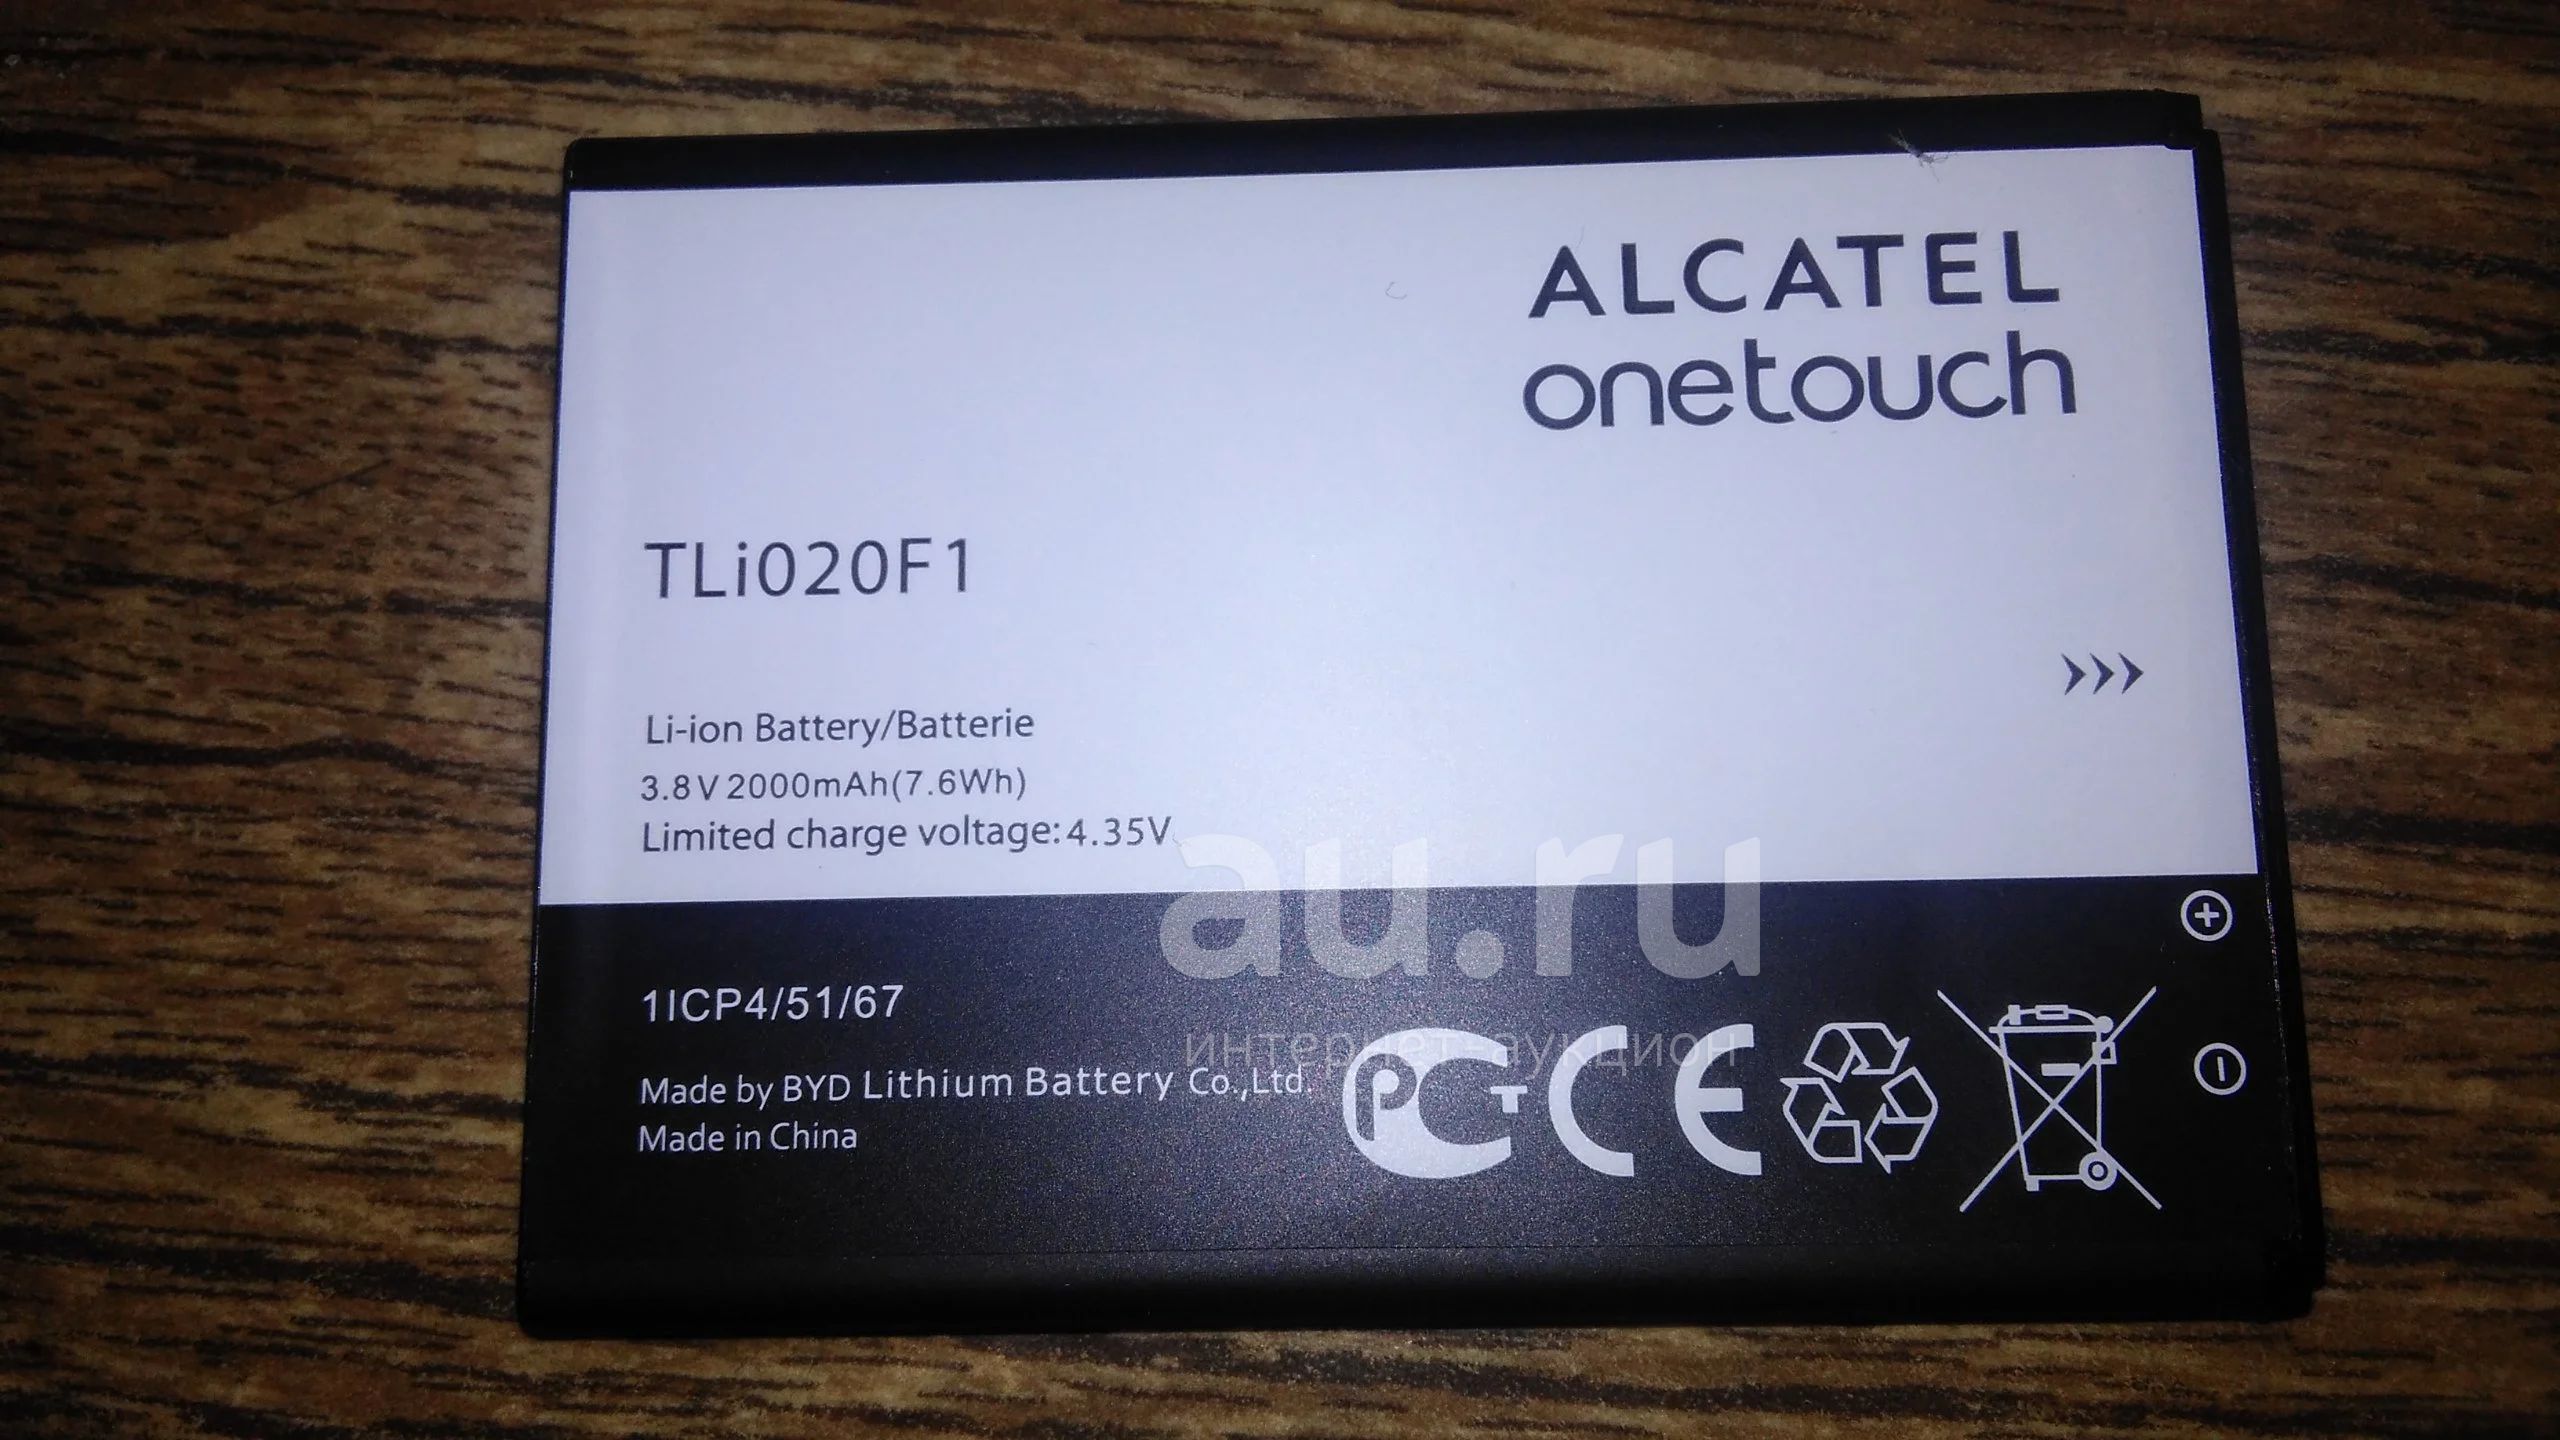 ALCATEL
onetouch
TLi020F1
>>>
Li-ion Battery/Batterie
3.8V 2000mAh(7.6Wh)
Limited charge voltage:4.35V
au.ru
интернет-аукцион
1ICP4/51/67
Made by BYD Lithium Battery Co.,Ltd.
Made in China
РСТ CE